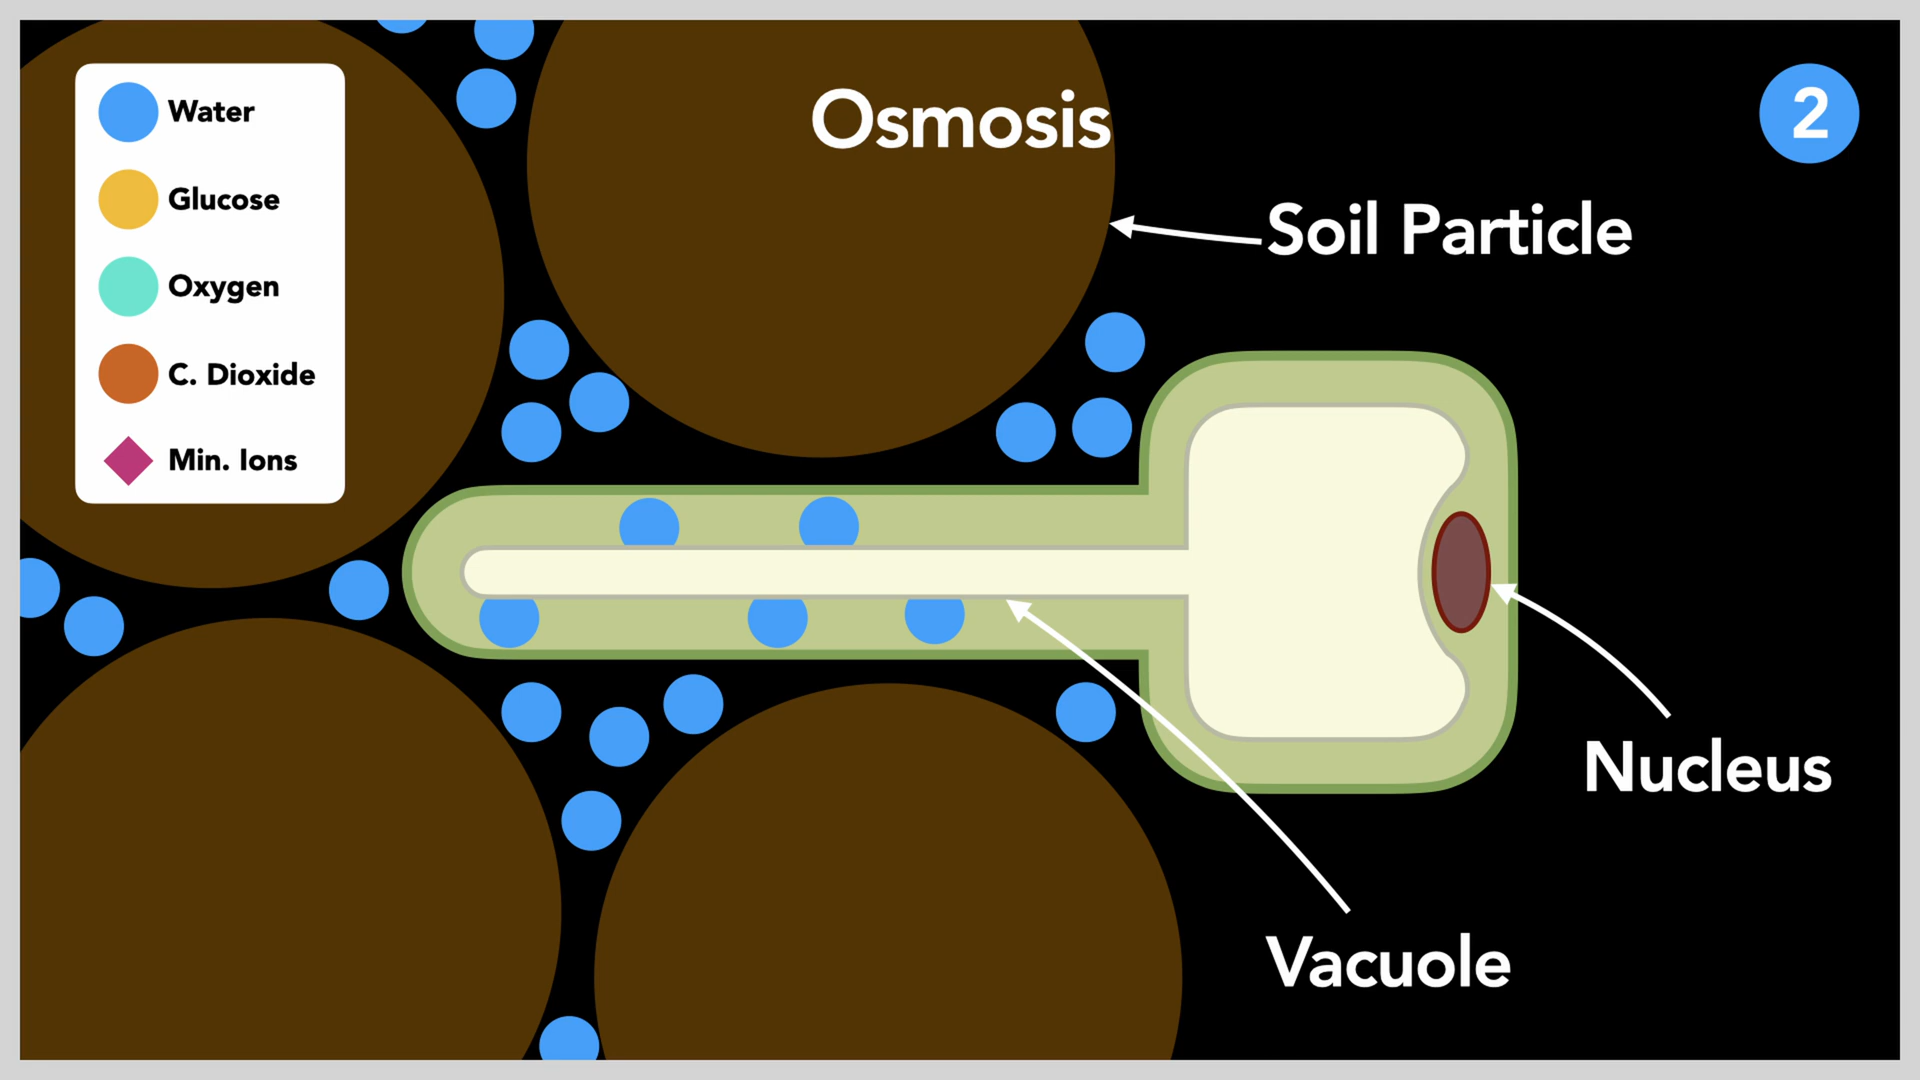 Water
Glucose
Oxygen
C. Dioxide
Min. Ions
Osmosis
2
Soil Particle
Nucleus
Vacuole